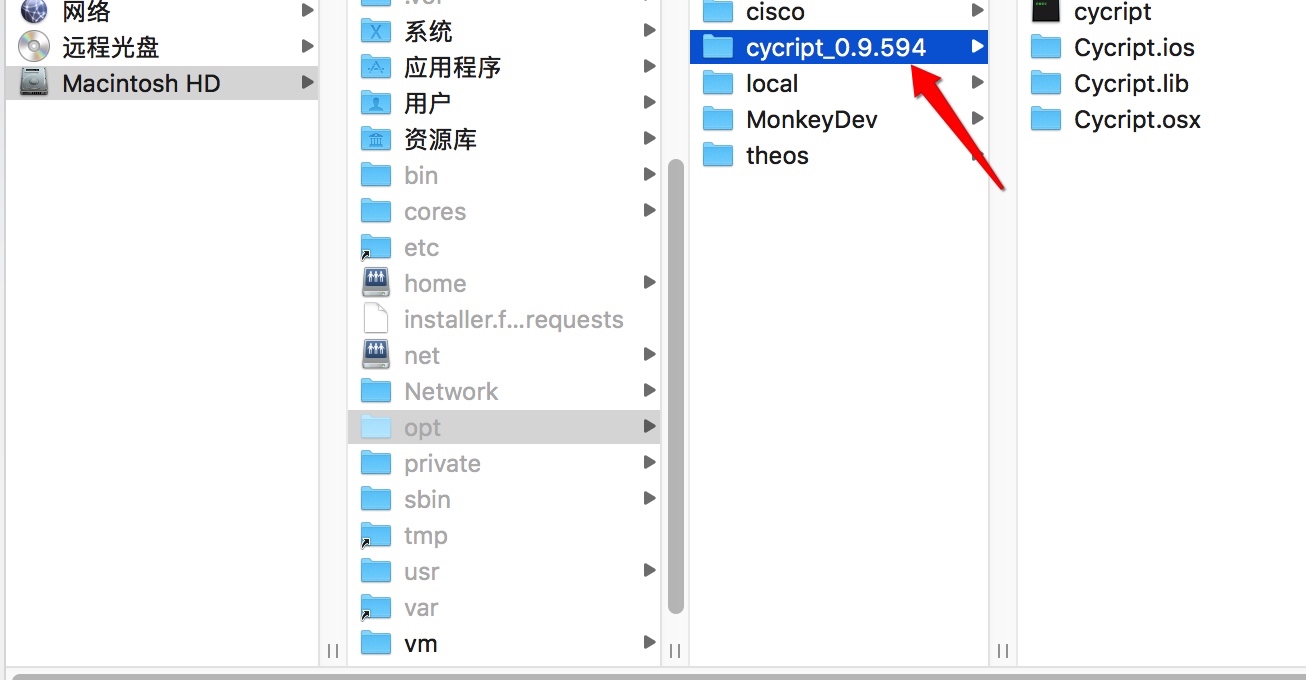 网络
远程光盘
Macintosh HD
系统
应用程序
用户
资源库
bin
cores
etc
home
installer.f...requests
net
Network
opt
private
sbin
tmp
usr
var
vm
cisco
cycript_0.9.594
local
MonkeyDev
theos
cycript
Cycript.ios
Cycript.lib
Cycript.osx